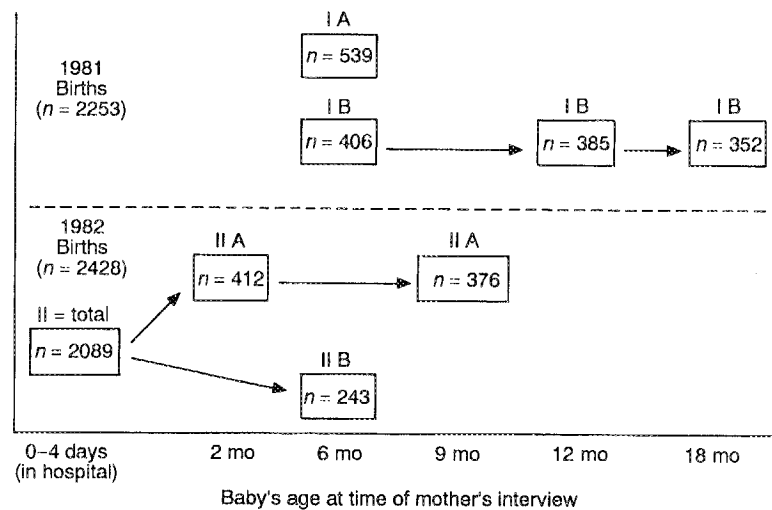 I A
n = 539
1981
Births
(n = 2253)
I B
n = 406
I B
n = 385
I B
n = 352
1982
Births
(n = 2428)
II A
n = 412
II A
n = 376
II = total
n = 2089
II B
n = 243
0–4 days
(in hospital)
2 mo
6 mo
9 mo
12 mo
18 mo
Baby's age at time of mother's interview